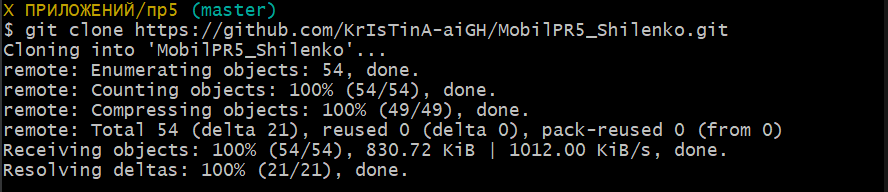 Х ПРИЛОЖЕНИЙ/пр5 (master)
$ git clone https://github.com/KrIsTinA-aiGH/MobilPR5_Shilenko.git
Cloning into 'MobilPR5_Shilenko'...
remote: Enumerating objects: 54, done.
remote: Counting objects: 100% (54/54), done.
remote: Compressing objects: 100% (49/49), done.
remote: Total 54 (delta 21), reused 0 (delta 0), pack-reused 0 (from 0)
Receiving objects: 100% (54/54), 830.72 KiB | 1012.00 KiB/s, done.
Resolving deltas: 100% (21/21), done.